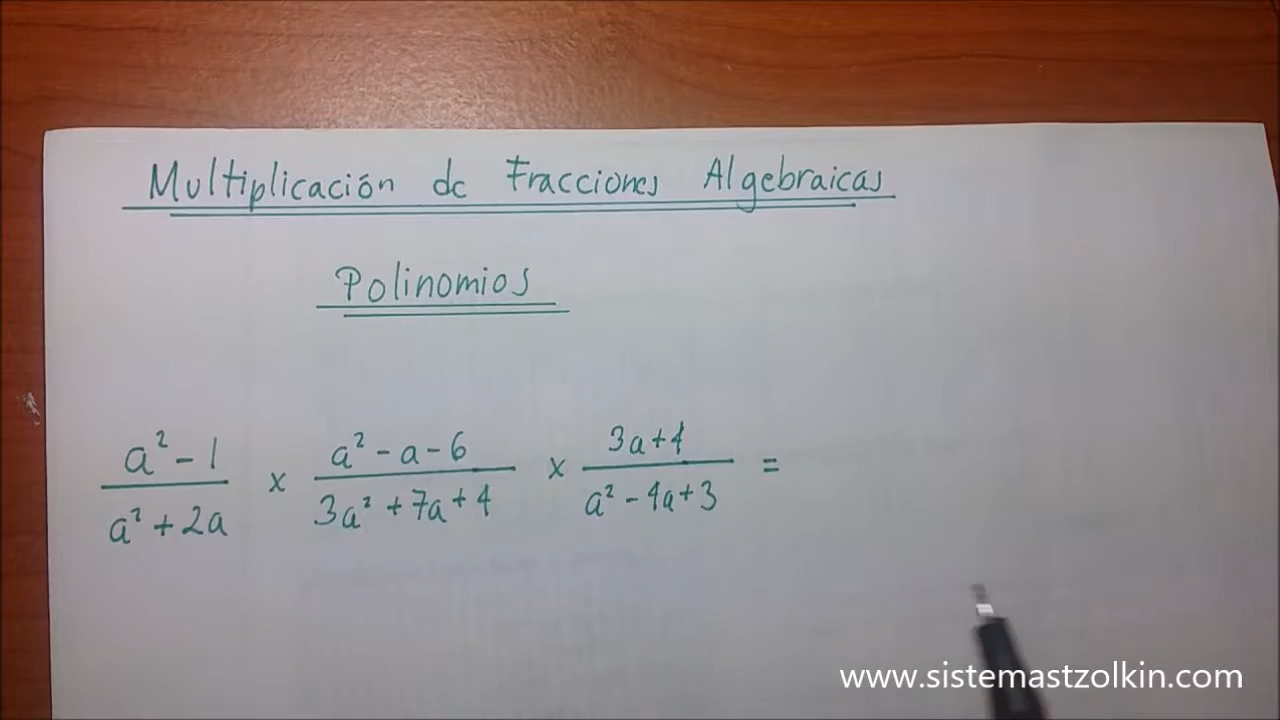 Multiplicación de Fracciones Algebraicas
Polinomios
a² - 1 / a² + 2a × a² - a - 6 / 3a² + 7a + 4 × 3a + 4 / a² - 4a + 3 =
www.sistemastzolkin.com